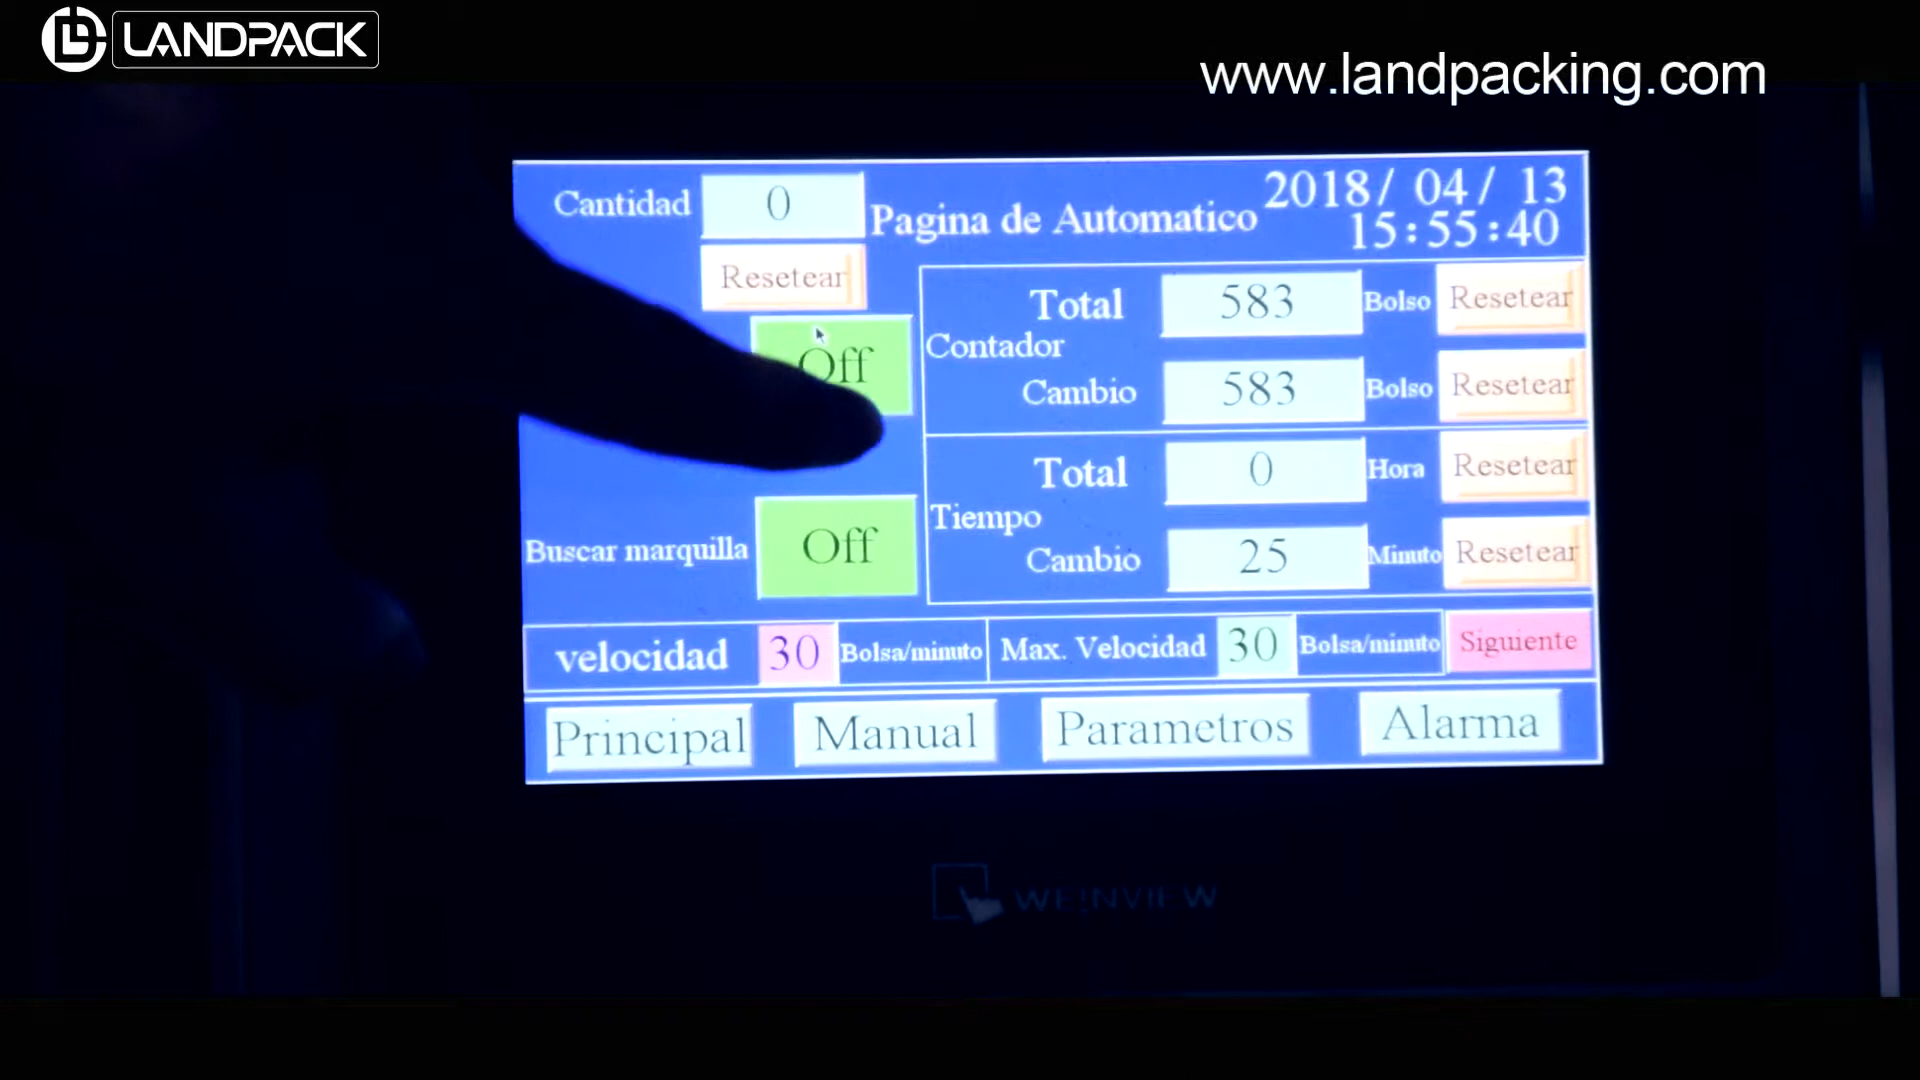 LANDPACK
www.landpacking.com
Cantidad 0
Pagina de Automatico
2018/ 04/ 13
15:55:40
Resetear
Off
Total 583 Bolso Resetear
Contador
Cambio 583 Bolso Resetear
Total 0 Hora Resetear
Tiempo
Cambio 25 Minuto Resetear
Buscar marquilla Off
velocidad 30 Bolsa/minuto Max. Velocidad 30 Bolsa/minuto Siguiente
Principal Manual Parametros Alarma
WEINVIEW